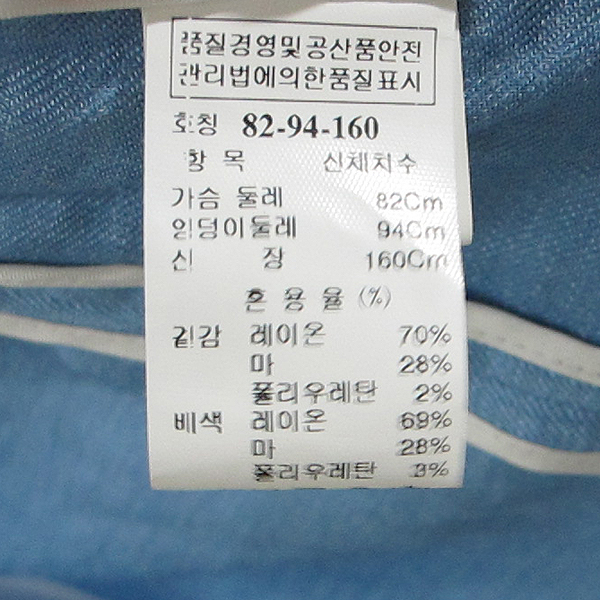 품질경영및공산품안전
관리법에의한품질표시
호칭 82-94-160
항 목 신체치수
가슴 둘레 82Cm
엉덩이둘레 94Cm
신 장 160Cm
혼 용 율 (%)
겉감 레이온 70%
마 28%
폴리우레탄 2%
배색 레이온 69%
마 28%
폴리우레탄 3%